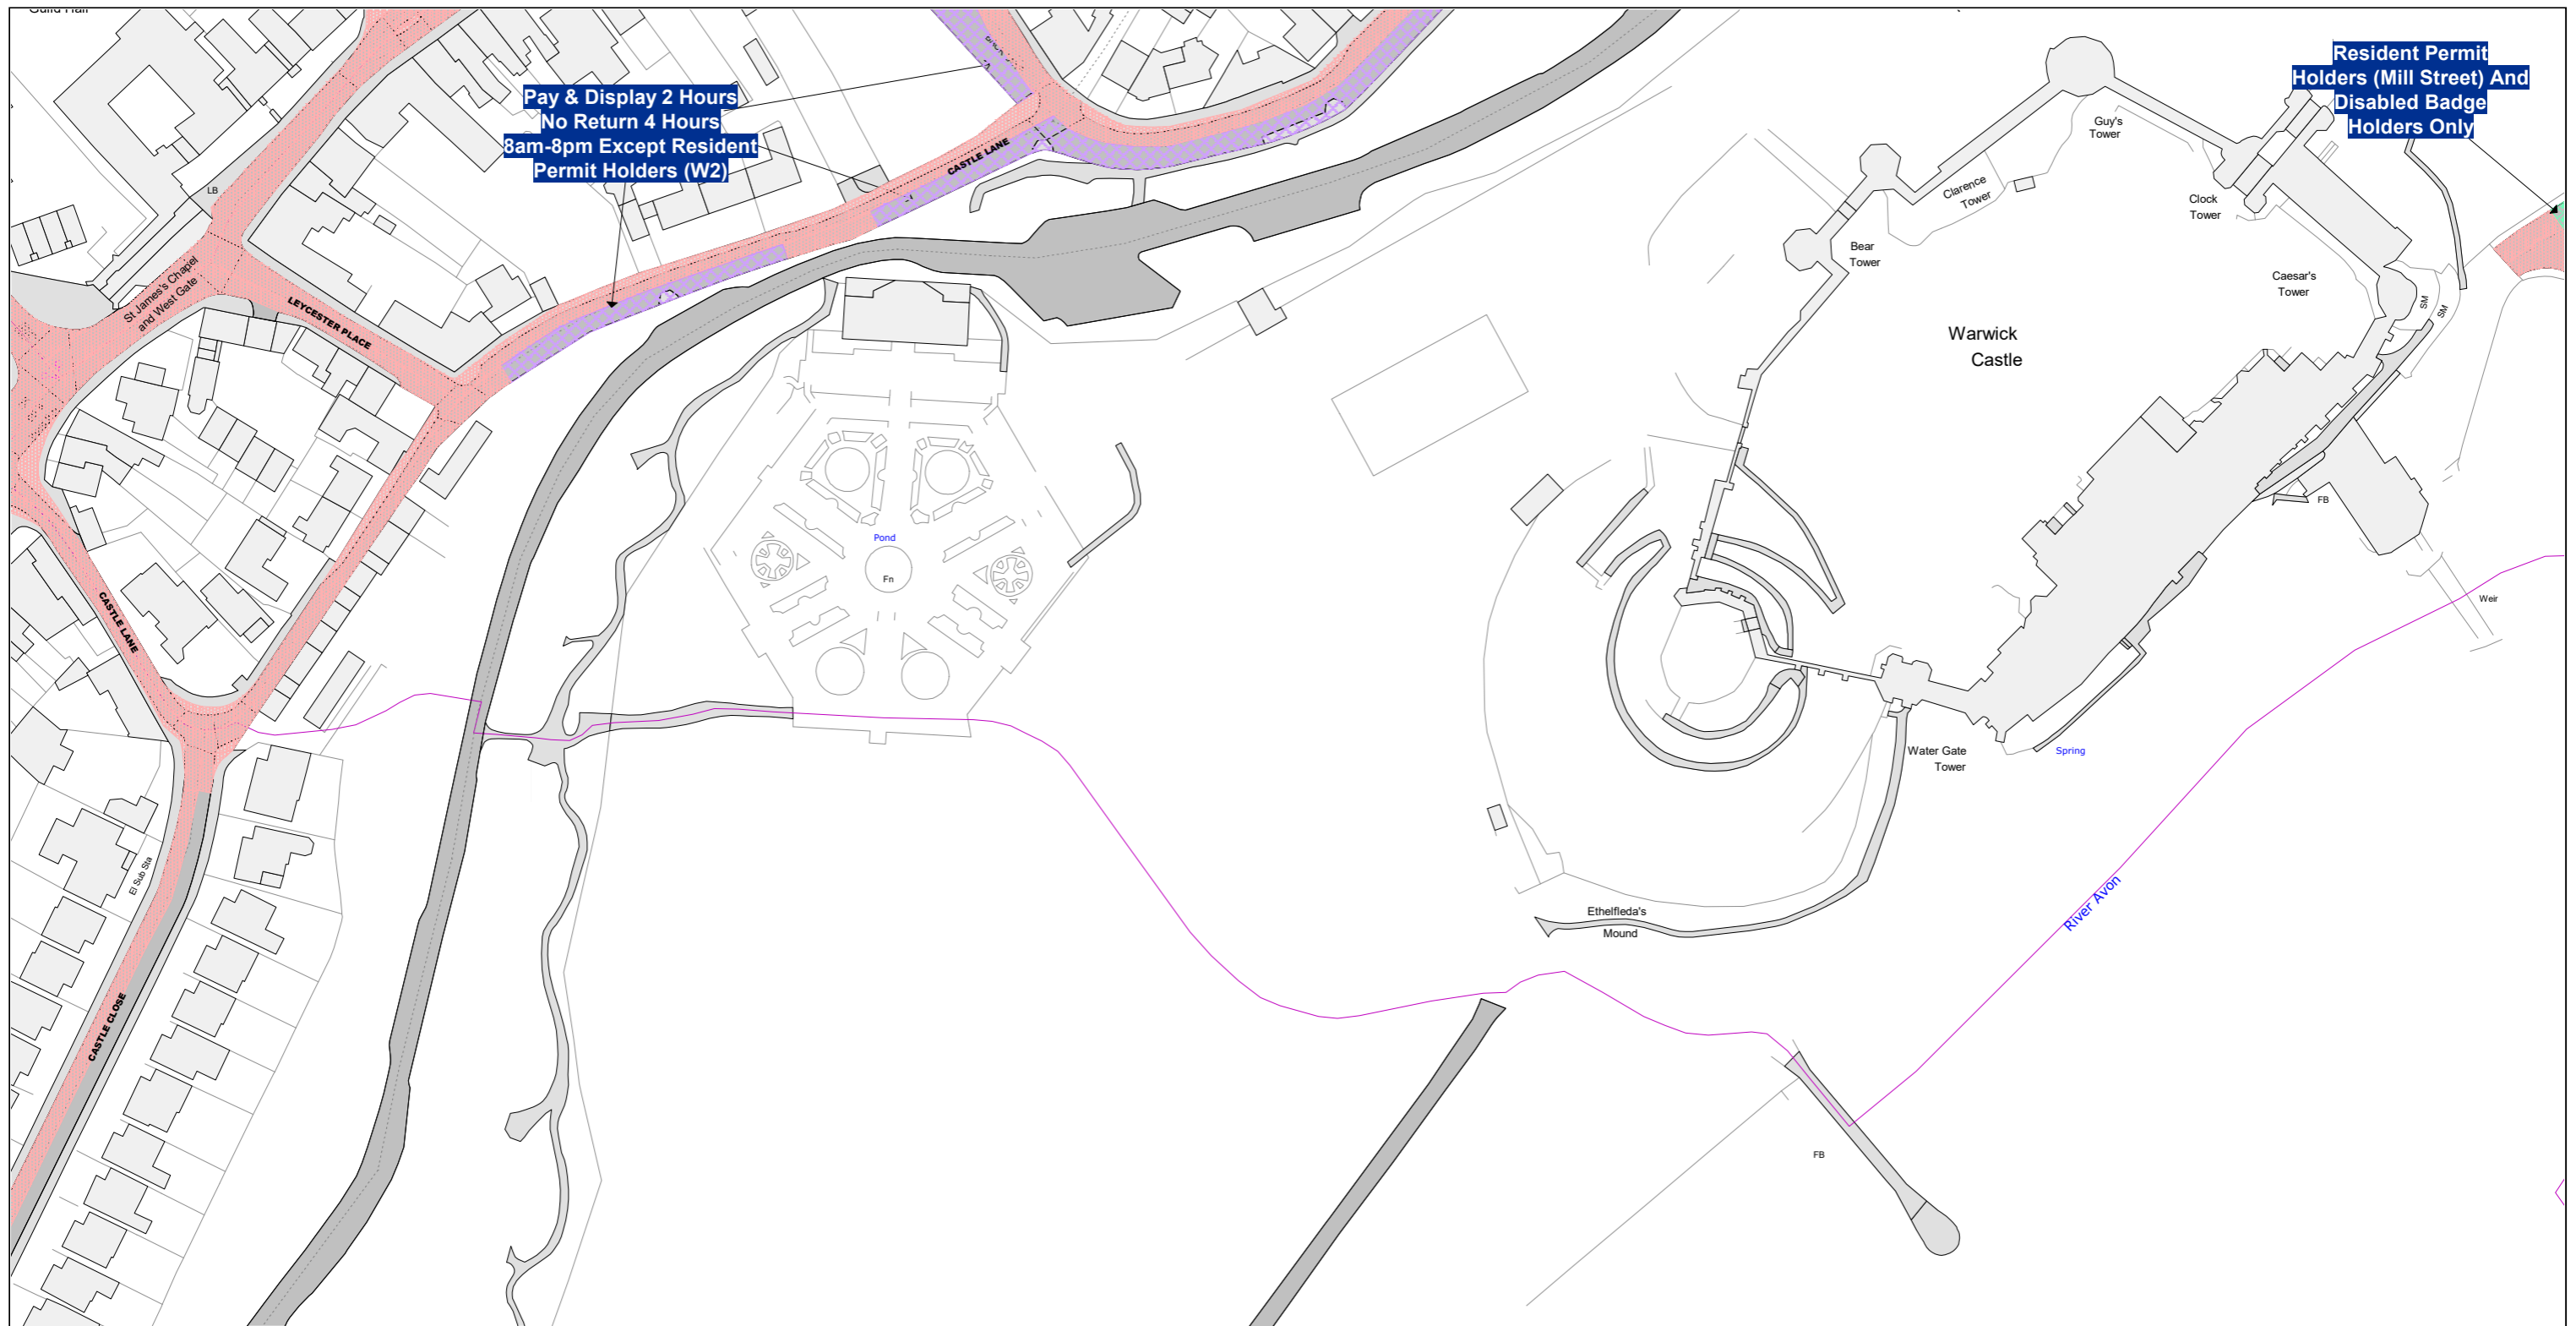 Guild Hall
Pay & Display 2 Hours
No Return 4 Hours
8am-8pm Except Resident
Permit Holders (W2)
Resident Permit
Holders (Mill Street) And
Disabled Badge
Holders Only
CASTLE LANE
LB
St James's Chapel
and West Gate
LEYCESTER PLACE
Guy's
Tower
Clarence
Tower
Clock
Tower
Bear
Tower
Caesar's
Tower
SM
SM
Warwick
Castle
FB
Pond
Fn
CASTLE LANE
Weir
Water Gate
Tower
Spring
El Sub Sta
Ethelfleda's
Mound
River Avon
CASTLE CLOSE
FB